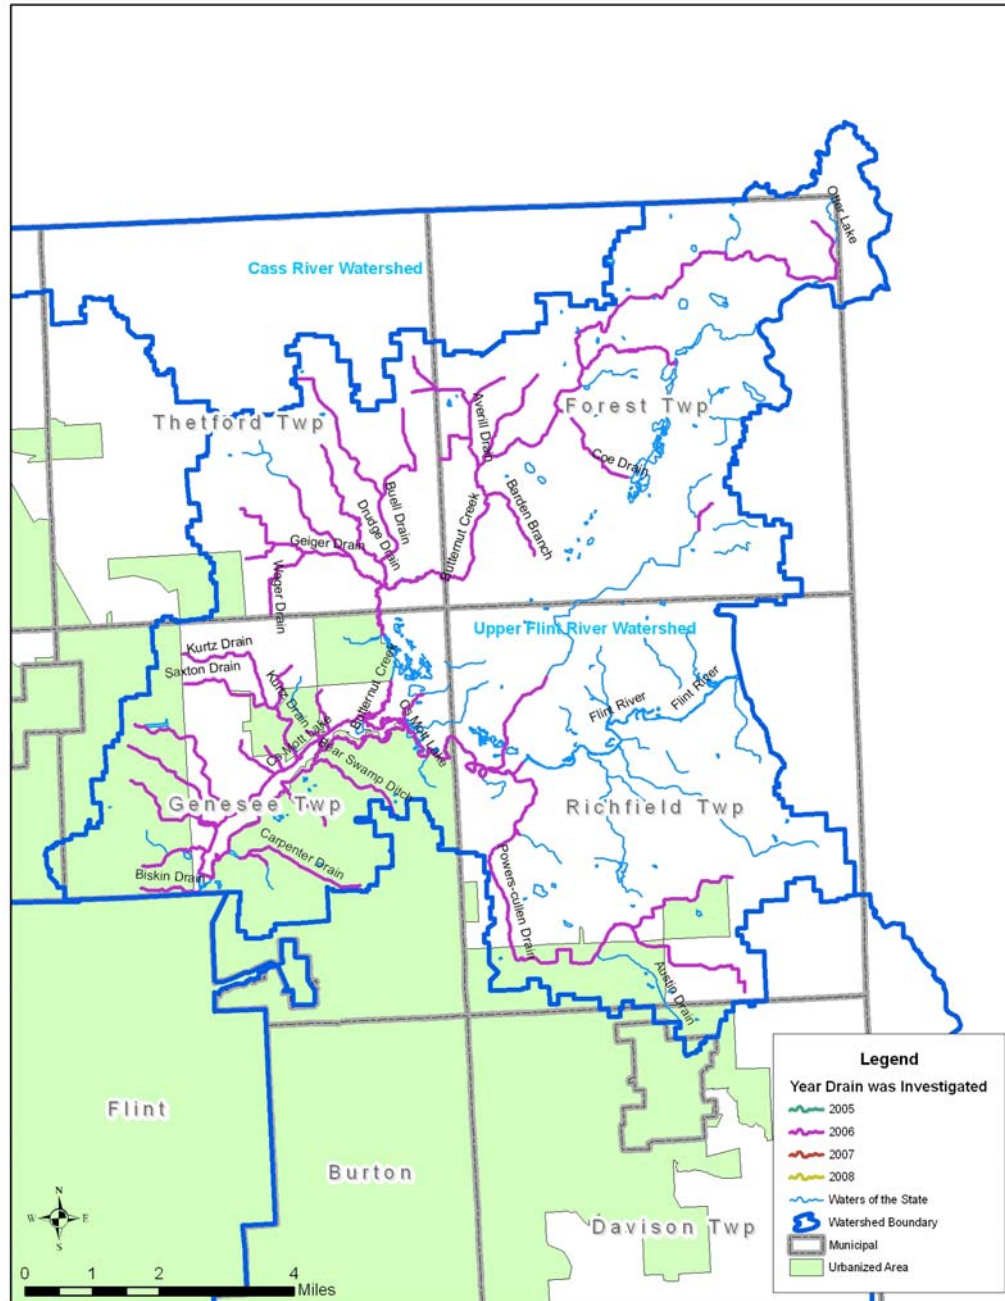 Otter Lake
Cass River Watershed
Thetford Twp
Forest Twp
Averill Drain
Coe Drain
Buell Drain
Drudge Drain
Butternut Creek
Barden Branch
Geiger Drain
Wager Drain
Upper Flint River Watershed
Kurtz Drain
Saxton Drain
Kurtz Drain
Butternut Creek
Cs Mott Lake
Cs Mott Lake
Flint River
Flint River
Bear Swamp Ditch
Genesee Twp
Richfield Twp
Carpenter Drain
Biskin Drain
Powers-cullen Drain
Austin Drain
Flint
Burton
Davison Twp
Legend
Year Drain was Investigated
2005
2006
2007
2008
Waters of the State
Watershed Boundary
Municipal
Urbanized Area
N
W E
S
0 1 2 4
Miles